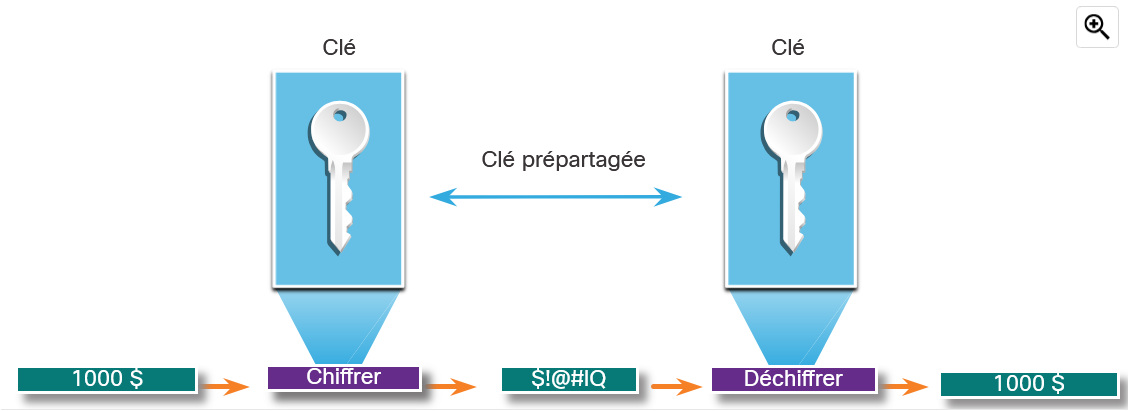 Clé
Clé
Clé prépartagée
1000 $
Chiffrer
$!@#IQ
Déchiffrer
1000 $